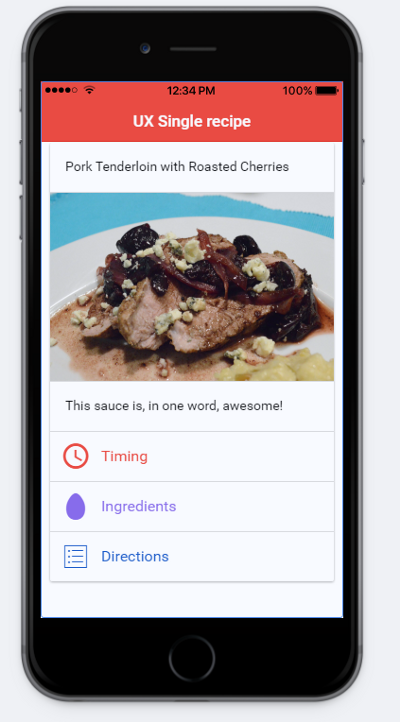 12:34 PM 100%
UX Single recipe
Pork Tenderloin with Roasted Cherries
This sauce is, in one word, awesome!
Timing
Ingredients
Directions